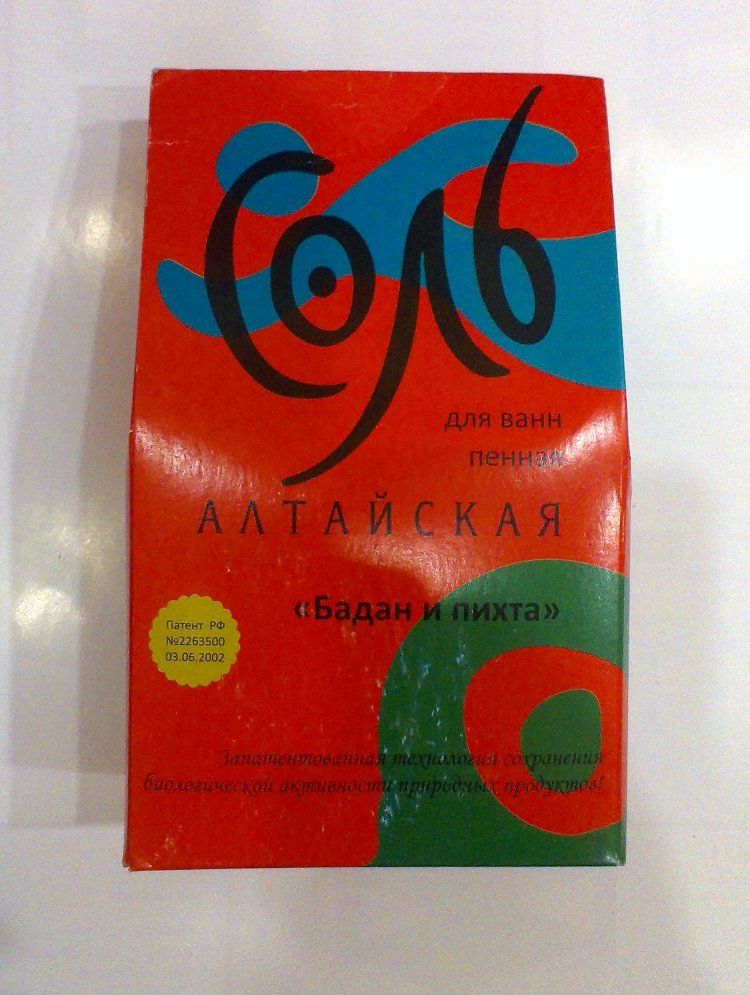 Соль
для ванн
пенная
АЛТАЙСКАЯ
«Бадан и пихта»
Патент РФ
№2263500
03.06.2002
Запатентованная технология сохранения
биологической активности природных продуктов!